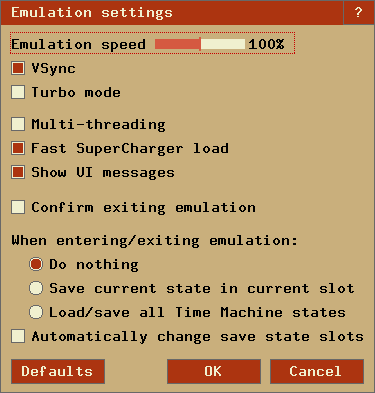 Emulation settings ?
Emulation speed 100%
VSync
Turbo mode
Multi-threading
Fast SuperCharger load
Show UI messages
Confirm exiting emulation
When entering/exiting emulation:
Do nothing
Save current state in current slot
Load/save all Time Machine states
Automatically change save state slots
Defaults OK Cancel